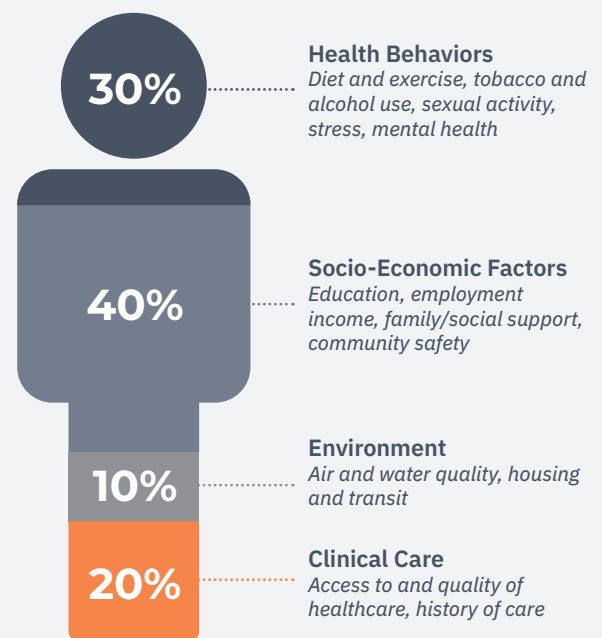 30%
Health Behaviors
Diet and exercise, tobacco and
alcohol use, sexual activity,
stress, mental health
40%
Socio-Economic Factors
Education, employment
income, family/social support,
community safety
10%
Environment
Air and water quality, housing
and transit
20%
Clinical Care
Access to and quality of
healthcare, history of care